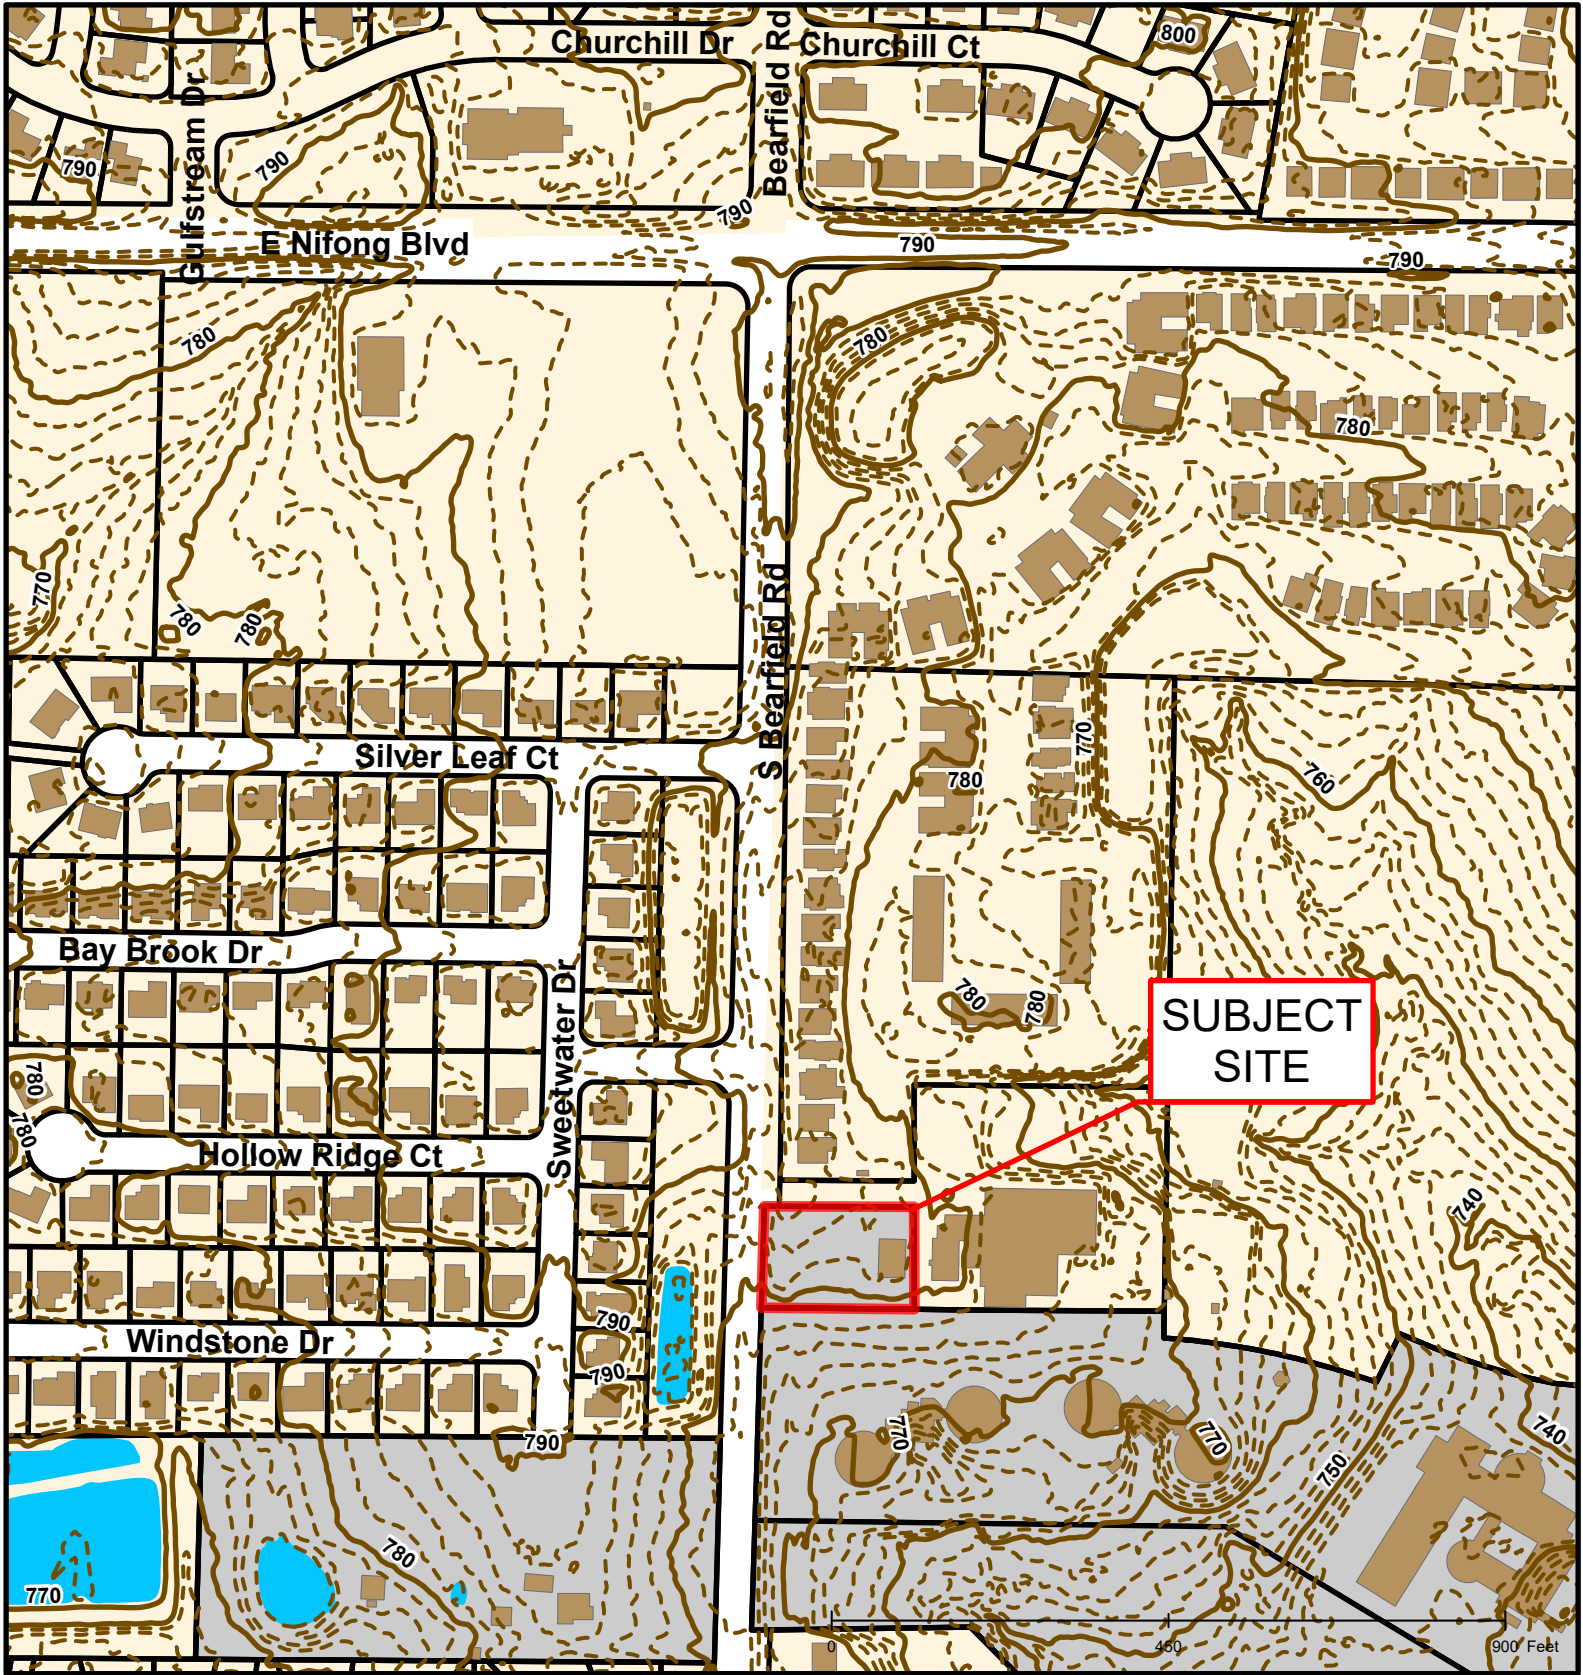 800
Churchill Dr
Churchill Ct
Bearfield Rd
Gulfstream Dr
790
790
790
E Nifong Blvd
790
790
780
780
780
770
780
780
S Bearfield Rd
770
Silver Leaf Ct
780
760
Bay Brook Dr
Sweetwater Dr
780
780
SUBJECT
SITE
780
780
Hollow Ridge Ct
740
790
Windstone Dr
790
790
770
770
740
750
780
770
0
450
900 Feet